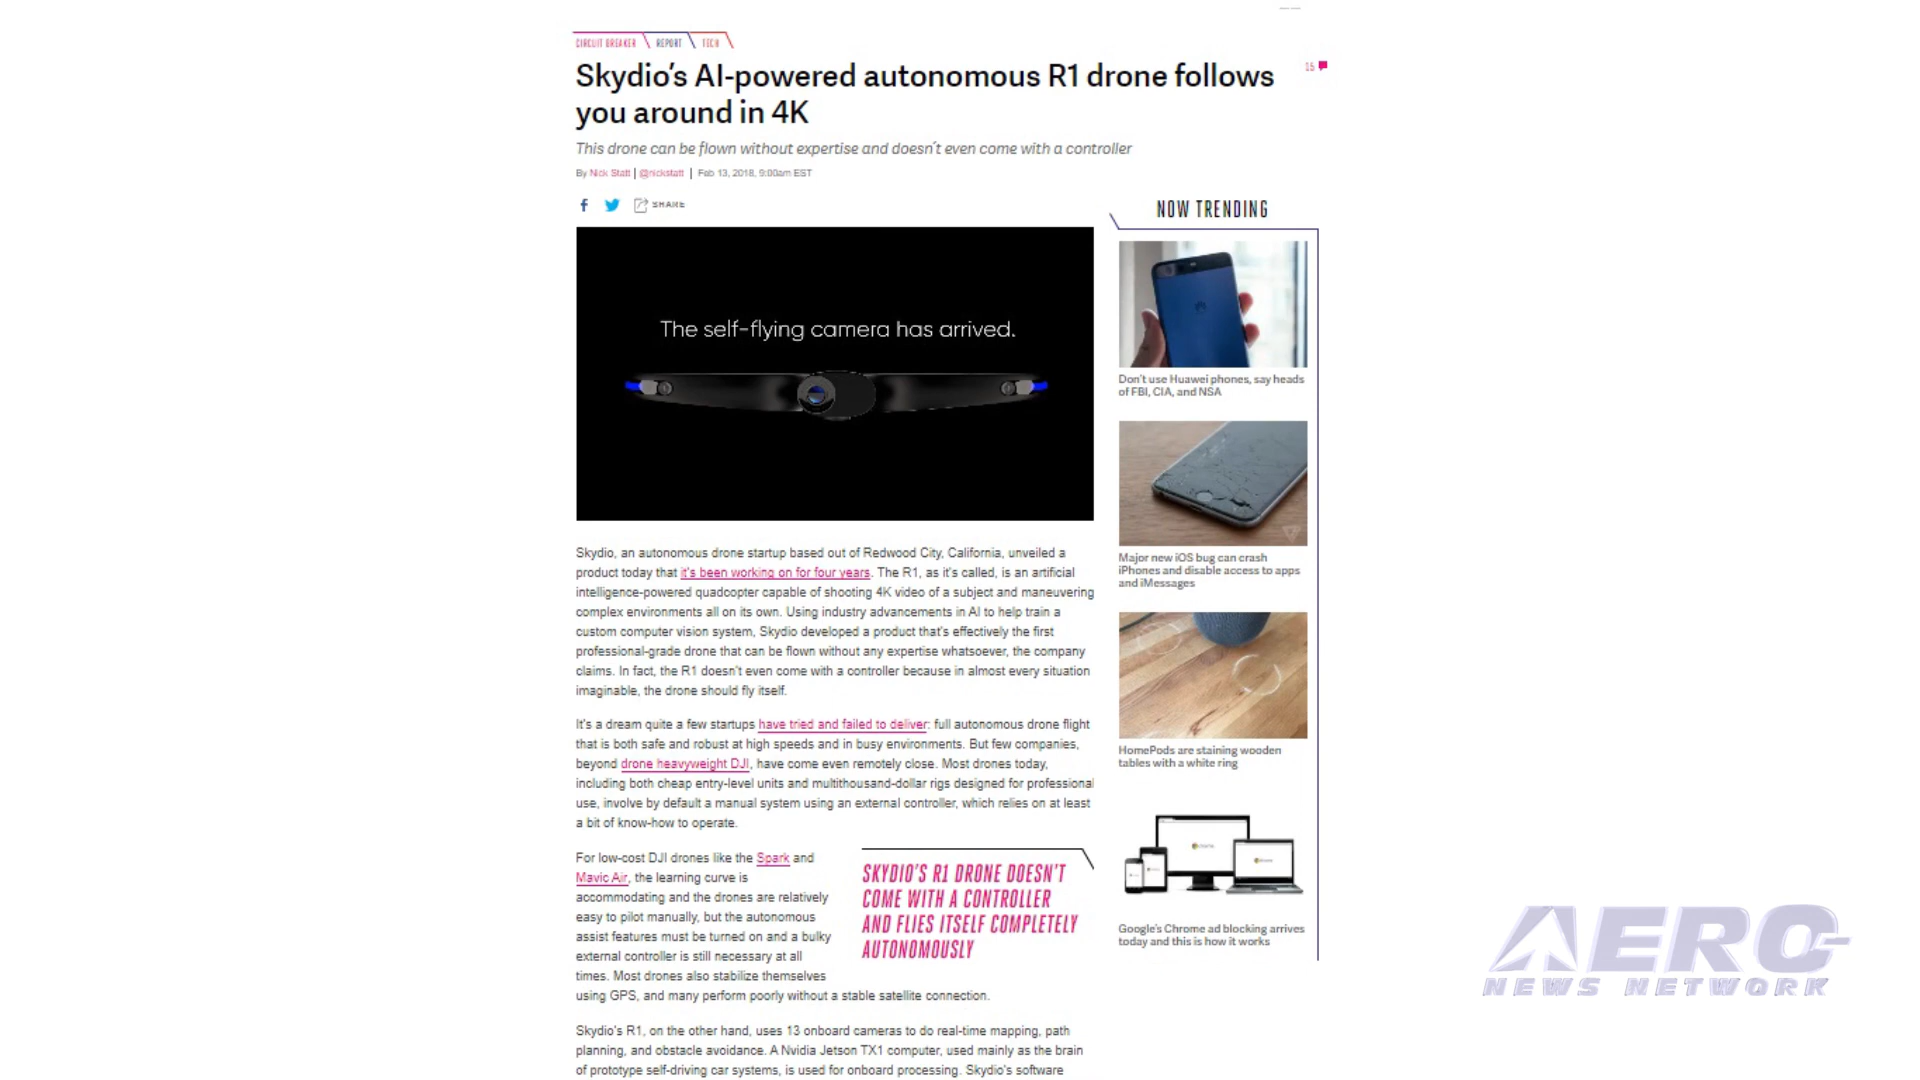 CIRCUIT BREAKER
REPORT
TECH
Skydio's AI-powered autonomous R1 drone follows
you around in 4K
15
This drone can be flown without expertise and doesn't even come with a controller
By Nick Statt | @nickstatt | Feb 13, 2018, 9:00am EST
SHARE
The self-flying camera has arrived.
Skydio, an autonomous drone startup based out of Redwood City, California, unveiled a
product today that it's been working on for four years. The R1, as it's called, is an artificial
intelligence-powered quadcopter capable of shooting 4K video of a subject and maneuvering
complex environments all on its own. Using industry advancements in AI to help train a
custom computer vision system, Skydio developed a product that's effectively the first
professional-grade drone that can be flown without any expertise whatsoever, the company
claims. In fact, the R1 doesn't even come with a controller because in almost every situation
imaginable, the drone should fly itself.
It's a dream quite a few startups have tried and failed to deliver: full autonomous drone flight
that is both safe and robust at high speeds and in busy environments. But few companies,
beyond drone heavyweight DJI, have come even remotely close. Most drones today,
including both cheap entry-level units and multithousand-dollar rigs designed for professional
use, involve by default a manual system using an external controller, which relies on at least
a bit of know-how to operate.
For low-cost DJI drones like the Spark and
Mavic Air, the learning curve is
accommodating and the drones are relatively
easy to pilot manually, but the autonomous
assist features must be turned on and a bulky
external controller is still necessary at all
times. Most drones also stabilize themselves
using GPS, and many perform poorly without a stable satellite connection.
SKYDIO'S R1 DRONE DOESN'T
COME WITH A CONTROLLER
AND FLIES ITSELF COMPLETELY
AUTONOMOUSLY
Skydio's R1, on the other hand, uses 13 onboard cameras to do real-time mapping, path
planning, and obstacle avoidance. A Nvidia Jetson TX1 computer, used mainly as the brain
of prototype self-driving car systems, is used for onboard processing. Skydio's software
NOW TRENDING
Don't use Huawei phones, say heads
of FBI, CIA, and NSA
Major new iOS bug can crash
iPhones and disable access to apps
and iMessages
HomePods are staining wooden
tables with a white ring
Google's Chrome ad blocking arrives
today and this is how it works
AERO
NEWS NETWORK